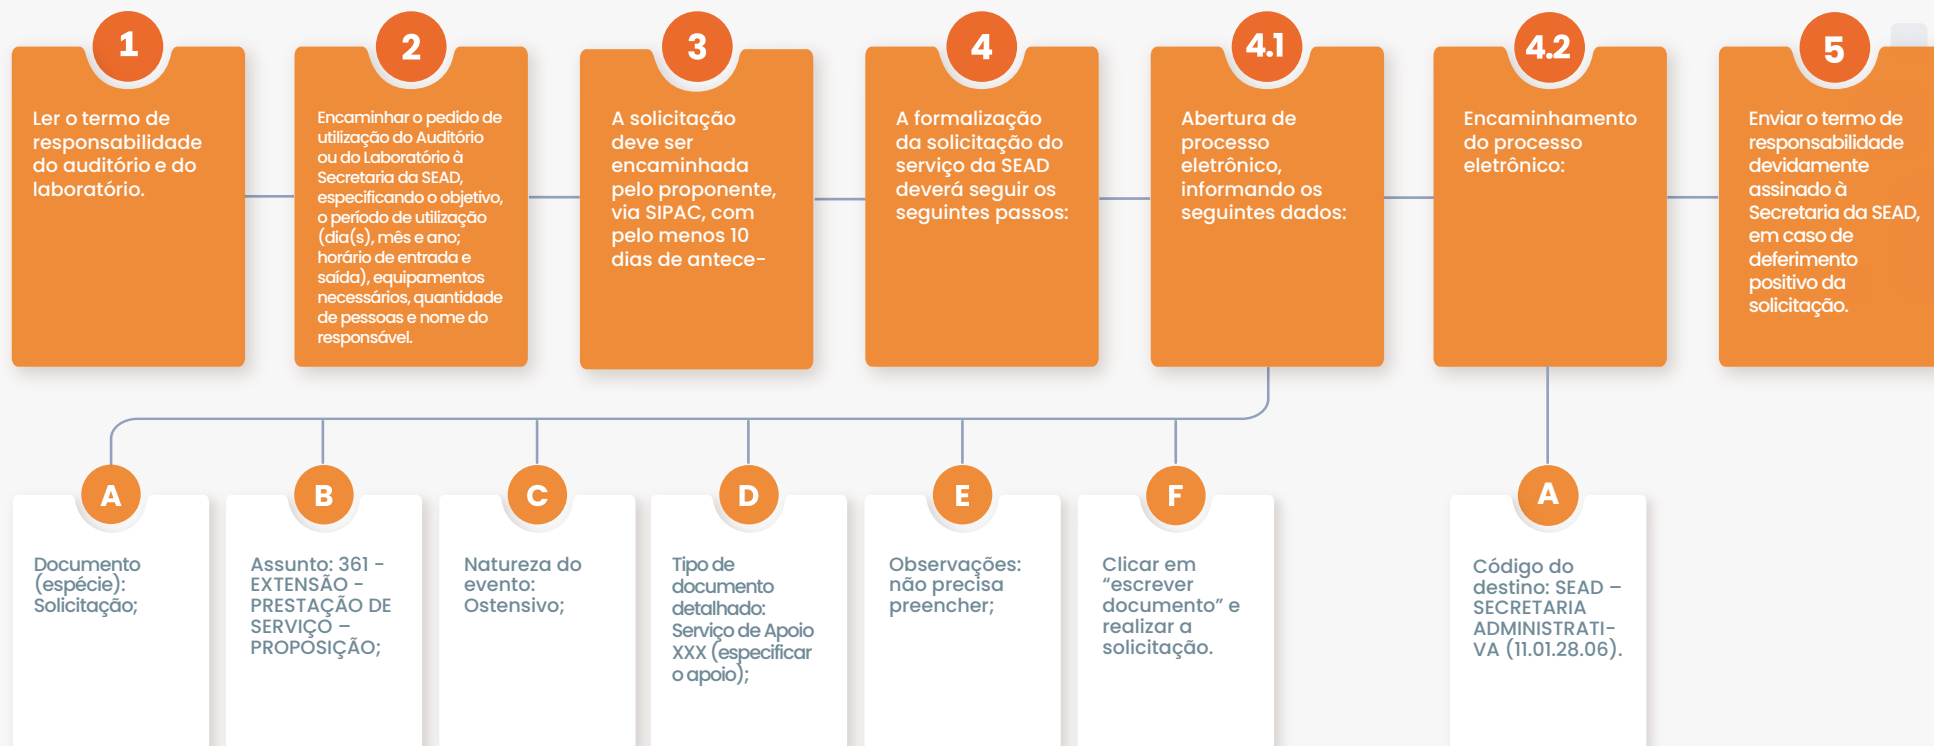 1
Ler o termo de
responsabilidade
do auditório e do
laboratório.
2
Encaminhar o pedido de
utilização do Auditório
ou do Laboratório à
Secretaria da SEAD,
especificando o objetivo,
o período de utilização
(dia(s), mês e ano;
horário de entrada e
saída), equipamentos
necessários, quantidade
de pessoas e nome do
responsável.
3
A solicitação
deve ser
encaminhada
pelo proponente,
via SIPAC, com
pelo menos 10
dias de antece-
4
A formalização
da solicitação do
serviço da SEAD
deverá seguir os
seguintes passos:
4.1
Abertura de
processo
eletrônico,
informando os
seguintes dados:
4.2
Encaminhamento
do processo
eletrônico:
5
Enviar o termo de
responsabilidade
devidamente
assinado à
Secretaria da SEAD,
em caso de
deferimento
positivo da
solicitação.
A
Documento
(espécie):
Solicitação;
B
Assunto: 361 -
EXTENSÃO -
PRESTAÇÃO DE
SERVIÇO –
PROPOSIÇÃO;
C
Natureza do
evento:
Ostensivo;
D
Tipo de
documento
detalhado:
Serviço de Apoio
XXX (especificar
o apoio);
E
Observações:
não precisa
preencher;
F
Clicar em
“escrever
documento” e
realizar a
solicitação.
A
Código do
destino: SEAD –
SECRETARIA
ADMINISTRATI-
VA (11.01.28.06).